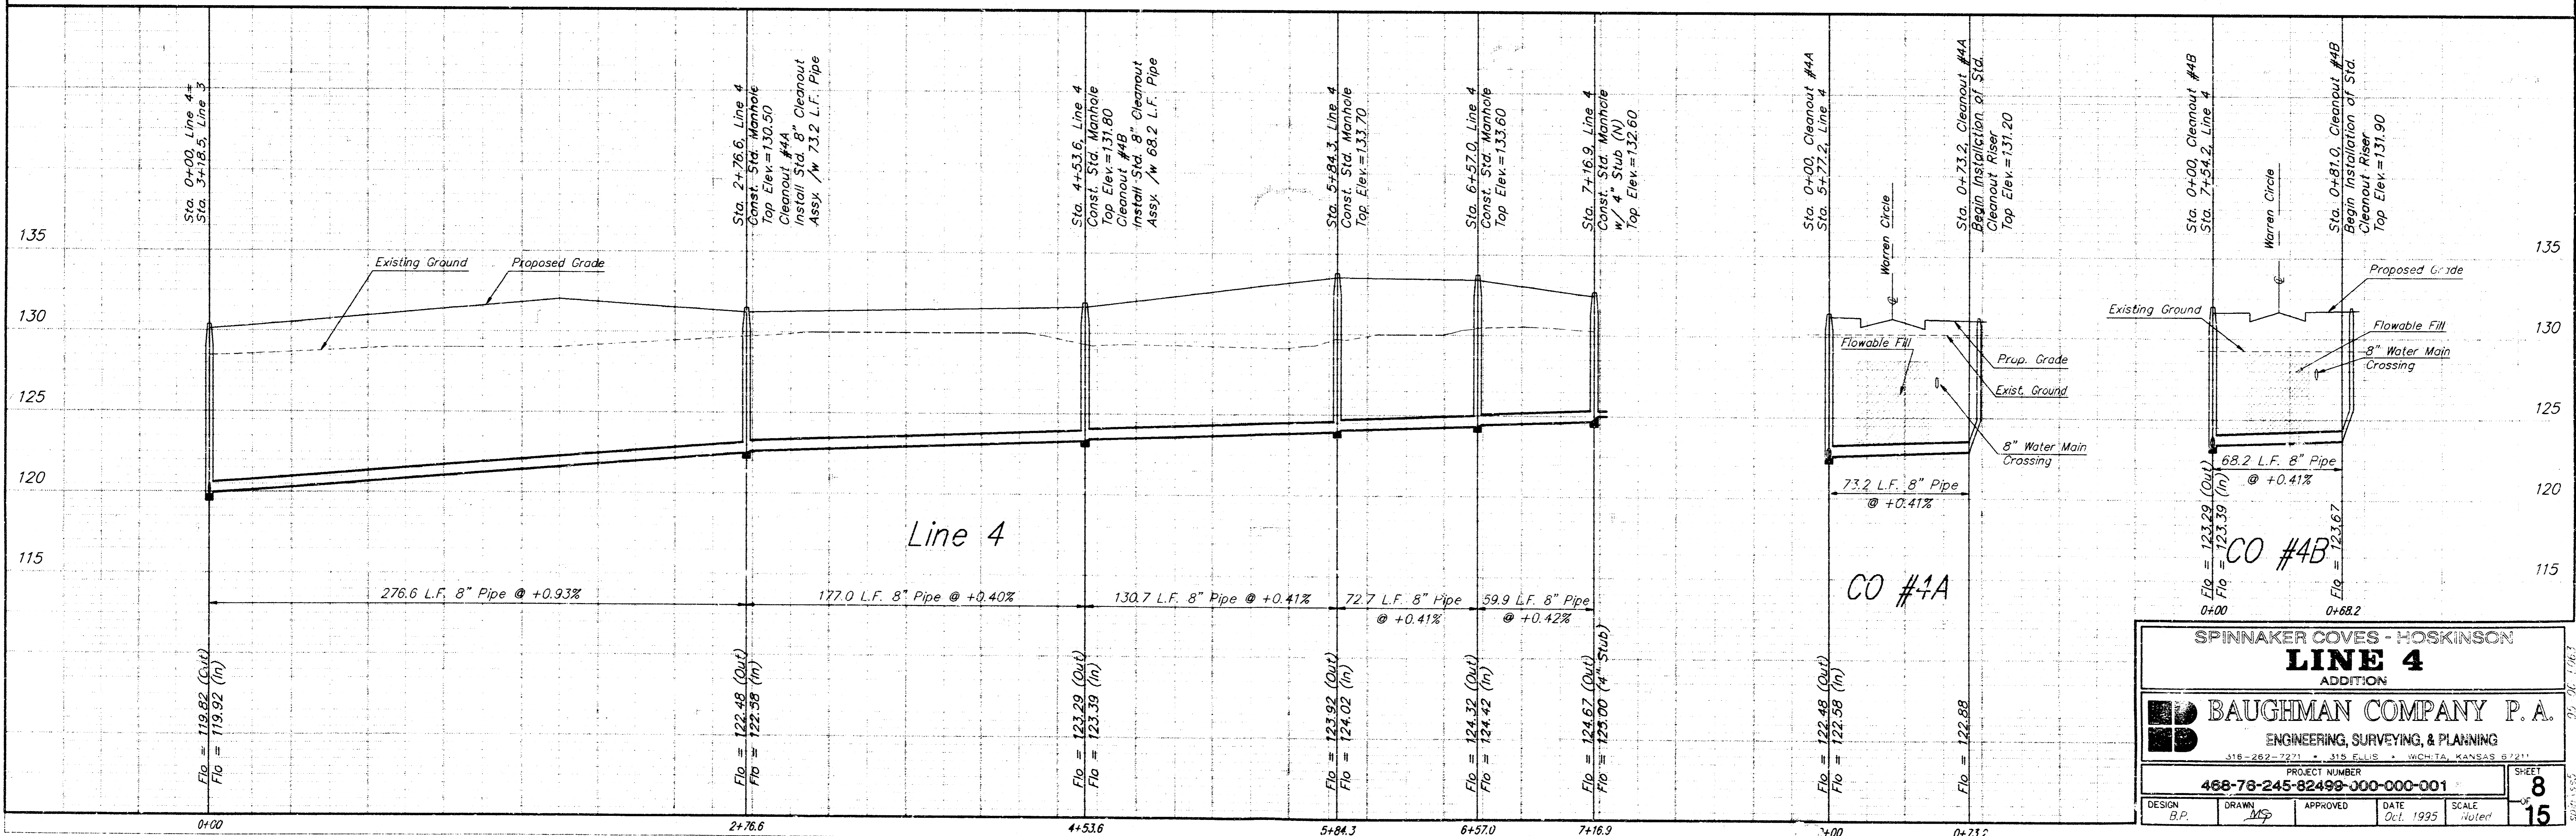 Sta. 0+00, Line 4=
Sta. 3+18.5, Line 3
Sta. 2+76.6, Line 4
Const. Std. Manhole
Top Elev.=130.50
Cleanout #4A
Install Std. 8" Cleanout
Assy. /w 73.2 L.F. Pipe
Sta. 4+53.6, Line 4
Const. Std. Manhole
Top Elev.=131.80
Cleanout #4B
Install Std. 8" Cleanout
Assy. /w 68.2 L.F. Pipe
Sta. 5+84.3, Line 4
Const. Std. Manhole
Top Elev.=133.70
Sta. 6+57.0, Line 4
Const. Std. Manhole
Top Elev.=133.60
Sta. 7+16.9, Line 4
Const. Std. Manhole
w/ 4" Stub (N)
Top Elev.=132.60
Sta. 0+00, Cleanout #4A
Sta. 5+77.2, Line 4
Warren Circle
Sta. 0+73.2, Cleanout #4A
Begin Installation of Std.
Cleanout Riser
Top Elev.=131.20
Sta. 0+00, Cleanout #4B
Sta. 7+54.2, Line 4
Warren Circle
Sta. 0+81.0, Cleanout #4B
Begin Installation of Std.
Cleanout Riser
Top Elev.=131.90
135
130
125
120
115
Existing Ground
Proposed Grade
Line 4
276.6 L.F. 8" Pipe @ +0.93%
177.0 L.F. 8" Pipe @ +0.40%
130.7 L.F. 8" Pipe @ +0.41%
72.7 L.F. 8" Pipe
@ +0.41%
59.9 L.F. 8" Pipe
@ +0.42%
Flo = 119.82 (Out)
Flo = 119.92 (In)
Flo = 122.48 (Out)
Flo = 122.58 (In)
Flo = 123.29 (Out)
Flo = 123.39 (In)
Flo = 123.92 (Out)
Flo = 124.02 (In)
Flo = 124.32 (Out)
Flo = 124.42 (In)
Flo = 124.67 (Out)
Flo = 125.00 (4" Stub)
0+00
2+76.6
4+53.6
5+84.3
6+57.0
7+16.9
Flowable Fill
Prop. Grade
Exist. Ground
8" Water Main
Crossing
73.2 L.F. 8" Pipe
@ +0.41%
CO #4A
Flo = 122.48 (Out)
Flo = 122.58 (In)
Flo = 122.88
0+00
0+73.2
Existing Ground
Proposed Grade
Flowable Fill
8" Water Main
Crossing
68.2 L.F. 8" Pipe
@ +0.41%
CO #4B
Flo = 123.29 (Out)
Flo = 123.39 (In)
Flo = 123.67
0+00
0+68.2
135
130
125
120
115
SPINNAKER COVES - HOSKINSON
LINE 4
ADDITION
BAUGHMAN COMPANY P.A.
ENGINEERING, SURVEYING, & PLANNING
316-262-7271 • 315 ELLIS • WICHITA, KANSAS 67211
PROJECT NUMBER
468-76-245-82499-000-000-001
SHEET
8
OF
15
DESIGN
B.P.
DRAWN
APPROVED
DATE
Oct. 1995
SCALE
Noted